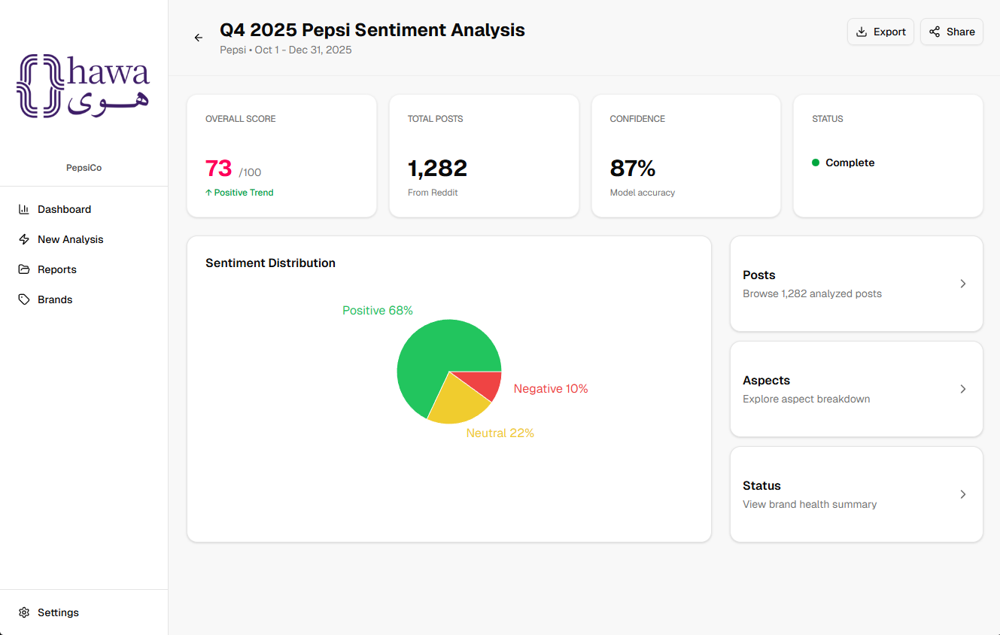 hawa
هوى
PepsiCo
Dashboard
New Analysis
Reports
Brands
Settings
Q4 2025 Pepsi Sentiment Analysis
Pepsi • Oct 1 - Dec 31, 2025
Export
Share
OVERALL SCORE
73 /100
↑ Positive Trend
TOTAL POSTS
1,282
From Reddit
CONFIDENCE
87%
Model accuracy
STATUS
Complete
Sentiment Distribution
Positive 68%
Negative 10%
Neutral 22%
Posts
Browse 1,282 analyzed posts
Aspects
Explore aspect breakdown
Status
View brand health summary